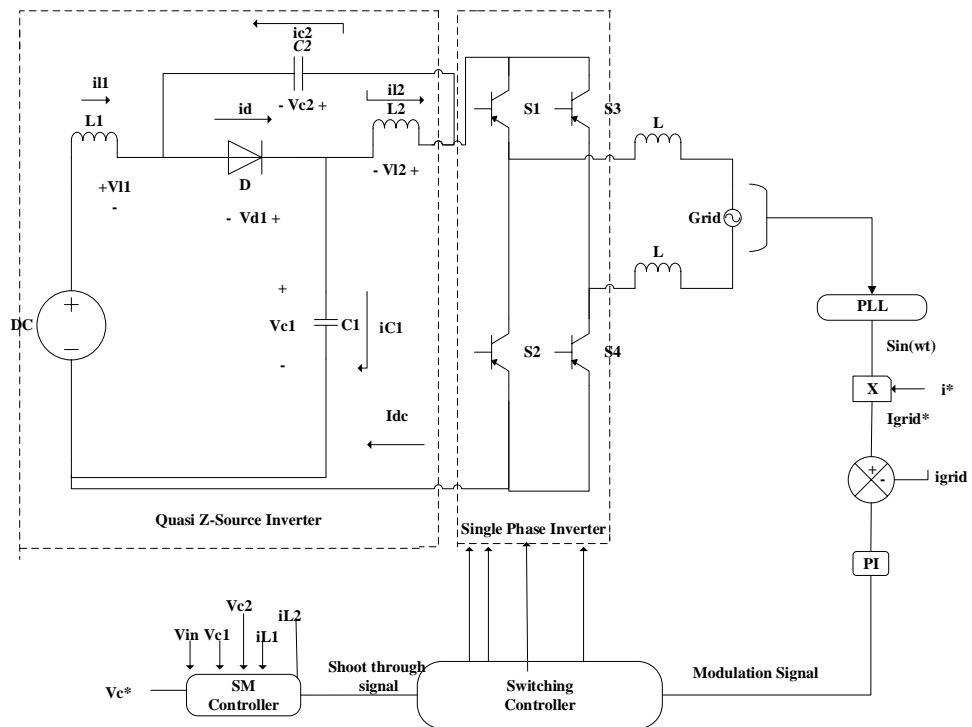 ic2
C2
il1
- Vc2 +
il2
id
L1
L2
S1
S3
L
+Vl1
-
D
- Vl2 +
- Vd1 +
Grid
L
+
+
DC
Vc1
C1
iC1
-
S2
S4
PLL
Sin(wt)
X
i*
Idc
Igrid*
+
-
igrid
Quasi Z-Source Inverter
Single Phase Inverter
PI
Vc2
iL2
Vin Vc1
iL1
Shoot through
signal
Modulation Signal
Vc*
SM
Controller
Switching
Controller